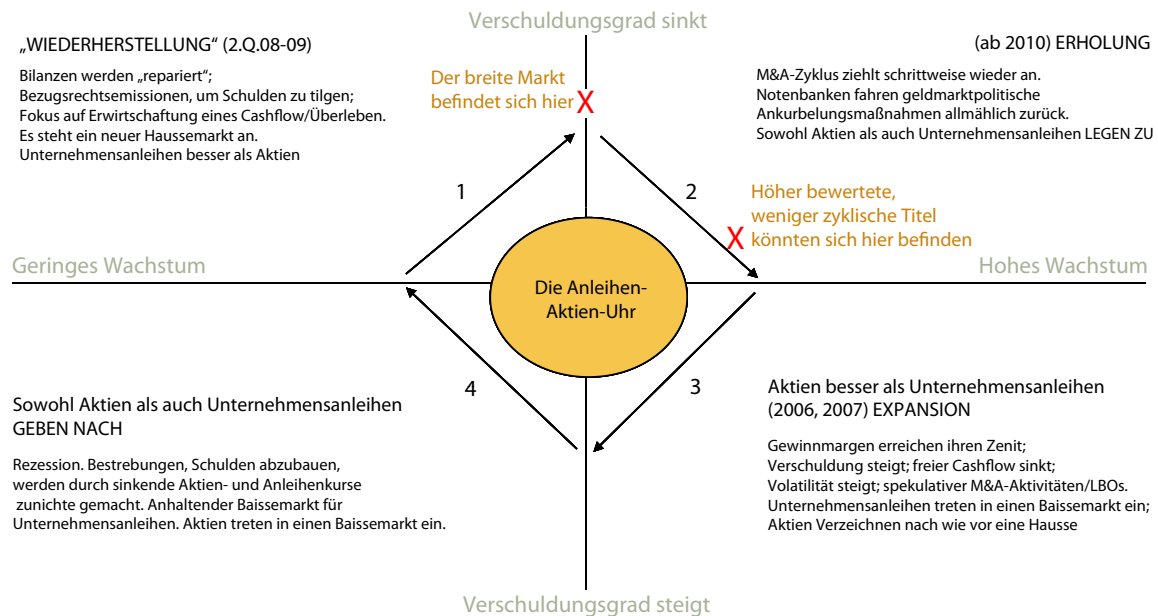 Verschuldungsgrad sinkt
„WIEDERHERSTELLUNG“ (2.Q.08-09)
Bilanzen werden „repariert“;
Bezugsrechtsemissionen, um Schulden zu tilgen;
Fokus auf Erwirtschaftung eines Cashflow/Überleben.
Es steht ein neuer Haussemarkt an.
Unternehmensanleihen besser als Aktien
Der breite Markt
befindet sich hier X
(ab 2010) ERHOLUNG
M&A-Zyklus ziehlt schrittweise wieder an.
Notenbanken fahren geldmarktpolitische
Ankurbelungsmaßnahmen allmählich zurück.
Sowohl Aktien als auch Unternehmensanleihen LEGEN ZU
1
2
Höher bewertete,
weniger zyklische Titel
X könnten sich hier befinden
Geringes Wachstum
Hohes Wachstum
Die Anleihen-
Aktien-Uhr
4
3
Sowohl Aktien als auch Unternehmensanleihen
GEBEN NACH
Rezession. Bestrebungen, Schulden abzubauen,
werden durch sinkende Aktien- und Anleihenkurse
zunichte gemacht. Anhaltender Baissemarkt für
Unternehmensanleihen. Aktien treten in einen Baissemarkt ein.
Aktien besser als Unternehmensanleihen
(2006, 2007) EXPANSION
Gewinnmargen erreichen ihren Zenit;
Verschuldung steigt; freier Cashflow sinkt;
Volatilität steigt; spekulativer M&A-Aktivitäten/LBOs.
Unternehmensanleihen treten in einen Baissemarkt ein;
Aktien Verzeichnen nach wie vor eine Hausse
Verschuldungsgrad steigt